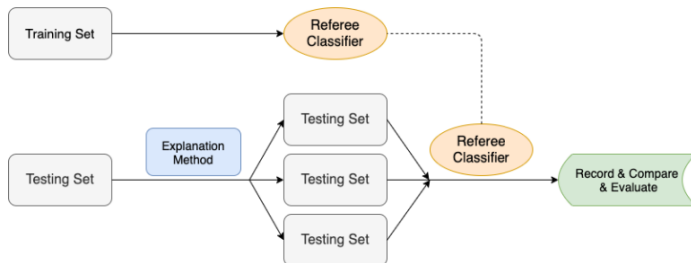 Training Set
Referee
Classifier
Testing Set
Explanation
Method
Testing Set
Testing Set
Testing Set
Referee
Classifier
Record & Compare
& Evaluate